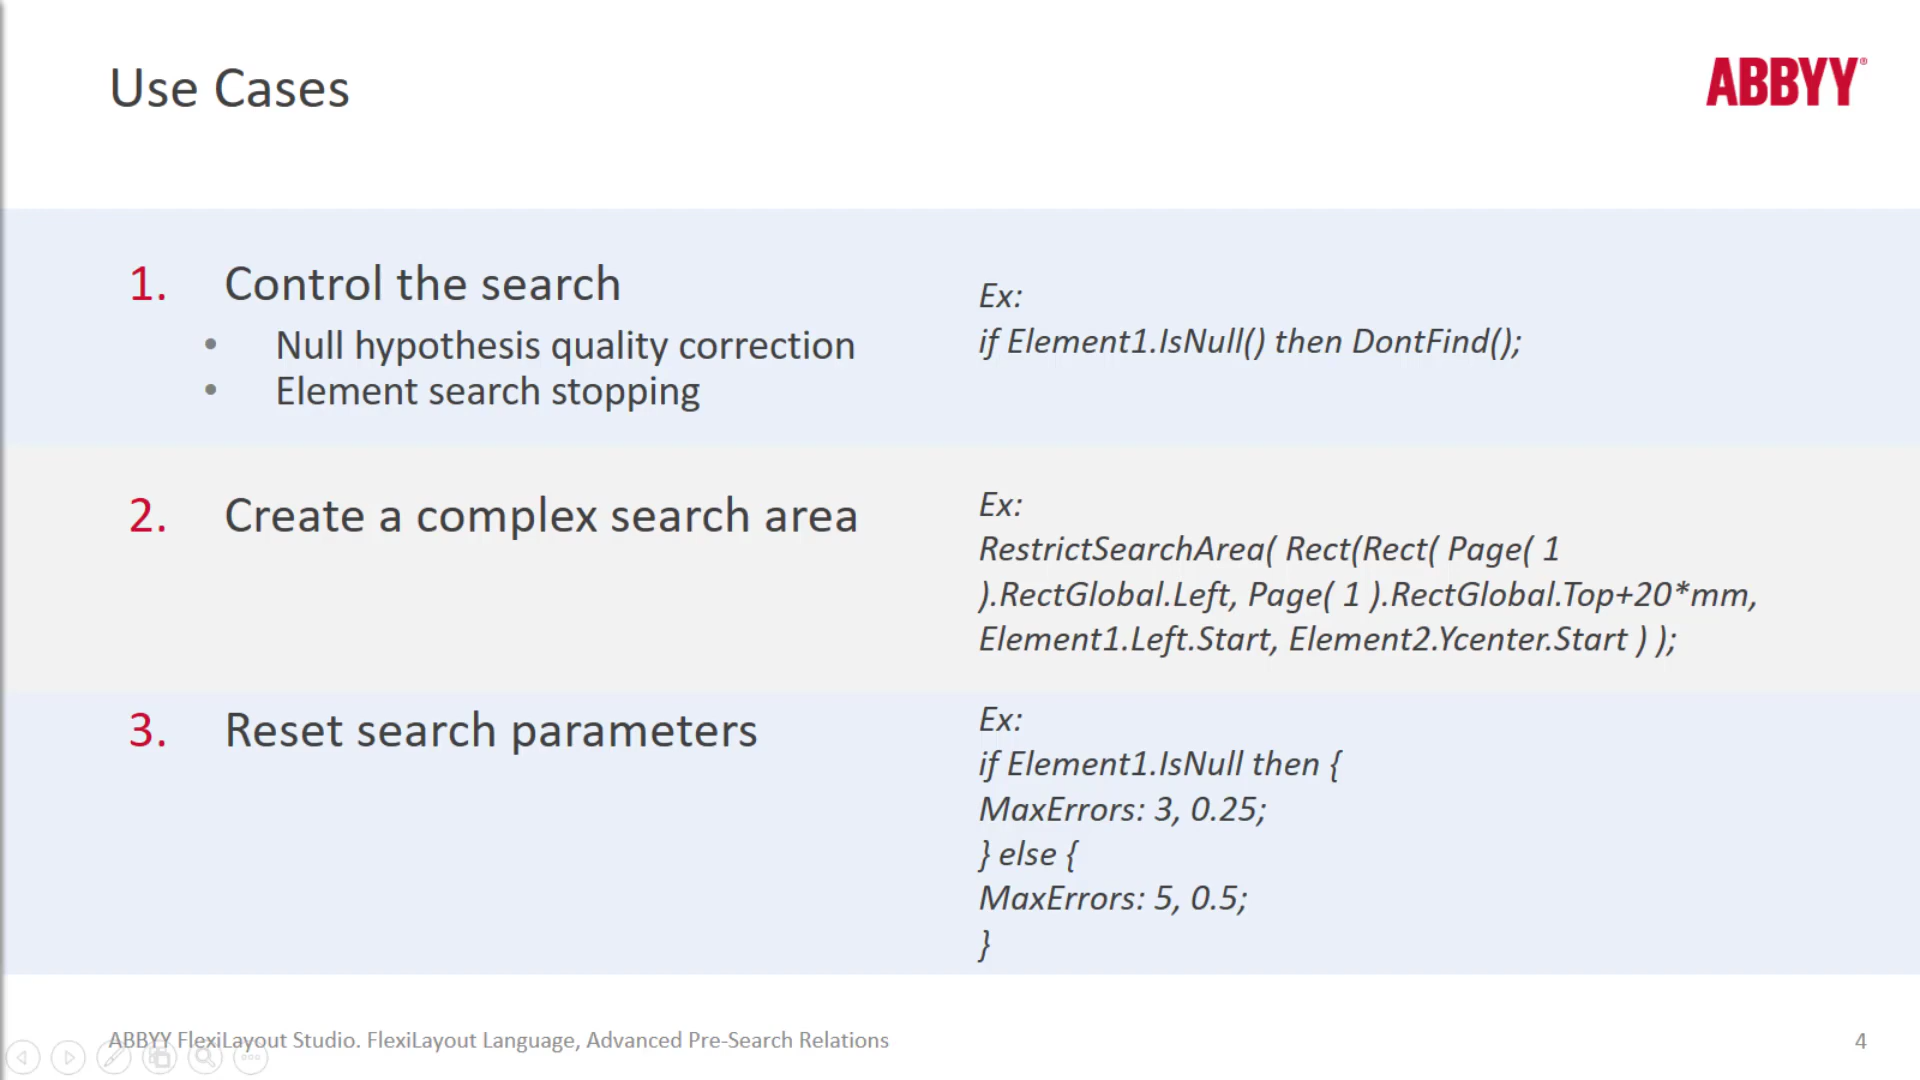 Use Cases
ABBYY®
1. Control the search
• Null hypothesis quality correction
• Element search stopping
Ex:
if Element1.IsNull() then DontFind();
2. Create a complex search area
Ex:
RestrictSearchArea( Rect(Rect( Page( 1
).RectGlobal.Left, Page( 1 ).RectGlobal.Top+20*mm,
Element1.Left.Start, Element2.Ycenter.Start ) );
3. Reset search parameters
Ex:
if Element1.IsNull then {
MaxErrors: 3, 0.25;
} else {
MaxErrors: 5, 0.5;
}
ABBYY FlexiLayout Studio. FlexiLayout Language, Advanced Pre-Search Relations
4